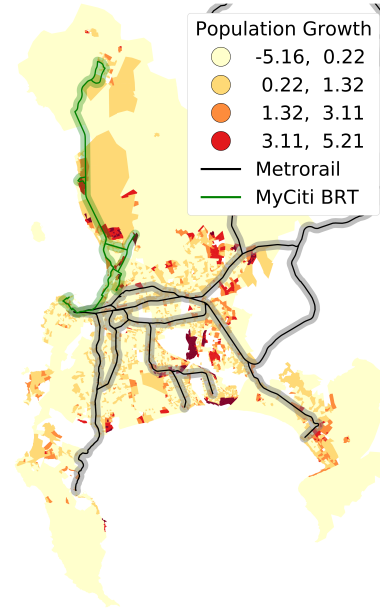 Population Growth
-5.16, 0.22
0.22, 1.32
1.32, 3.11
3.11, 5.21
Metrorail
MyCiti BRT